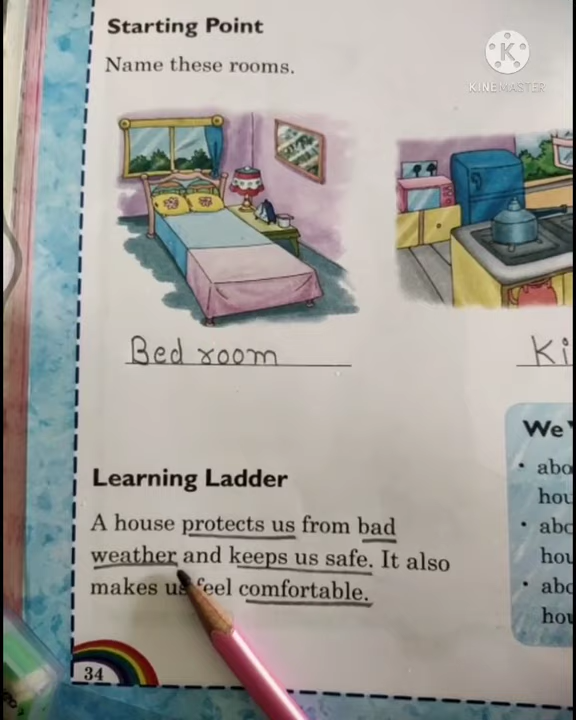 Starting Point
Name these rooms.
K
KINEMASTER
Bed room
Ki
Learning Ladder
A house protects us from bad
weather and keeps us safe. It also
makes us feel comfortable.
We
• abo
hou
• abo
hou
• abo
hou
34